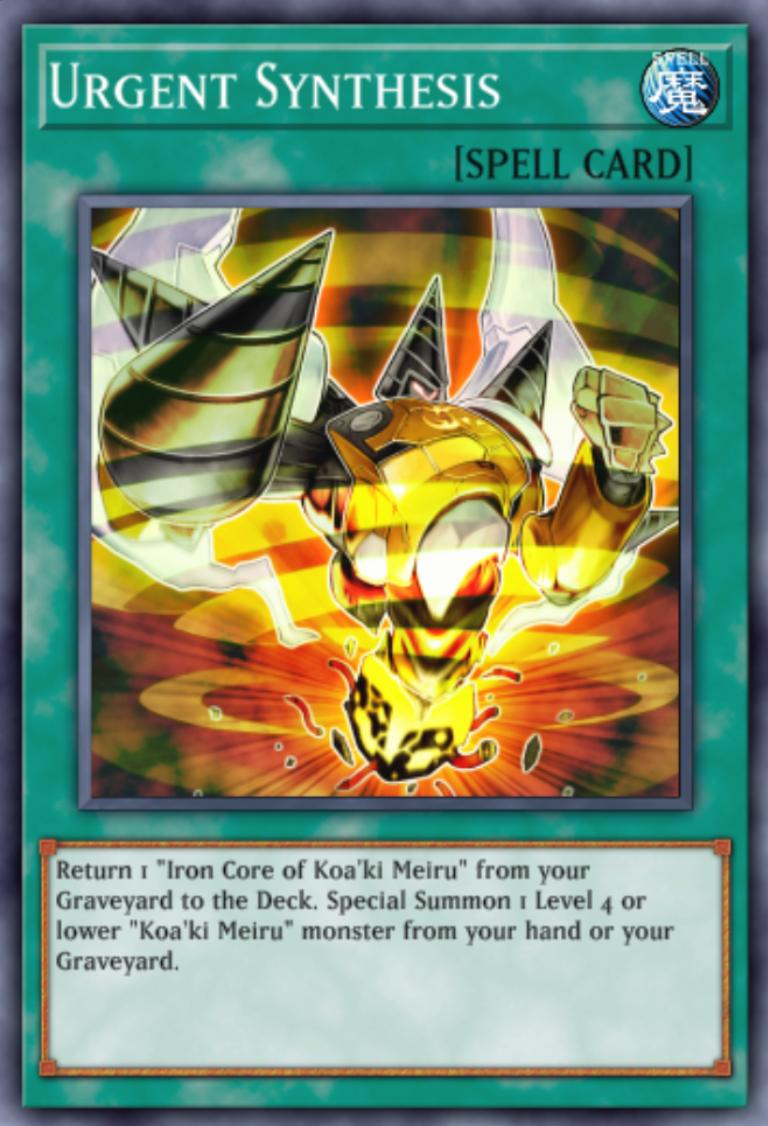 URGENT SYNTHESIS
SPELL
魔
[SPELL CARD]
Return 1 "Iron Core of Koa'ki Meiru" from your
Graveyard to the Deck. Special Summon 1 Level 4 or
lower "Koa'ki Meiru" monster from your hand or your
Graveyard.